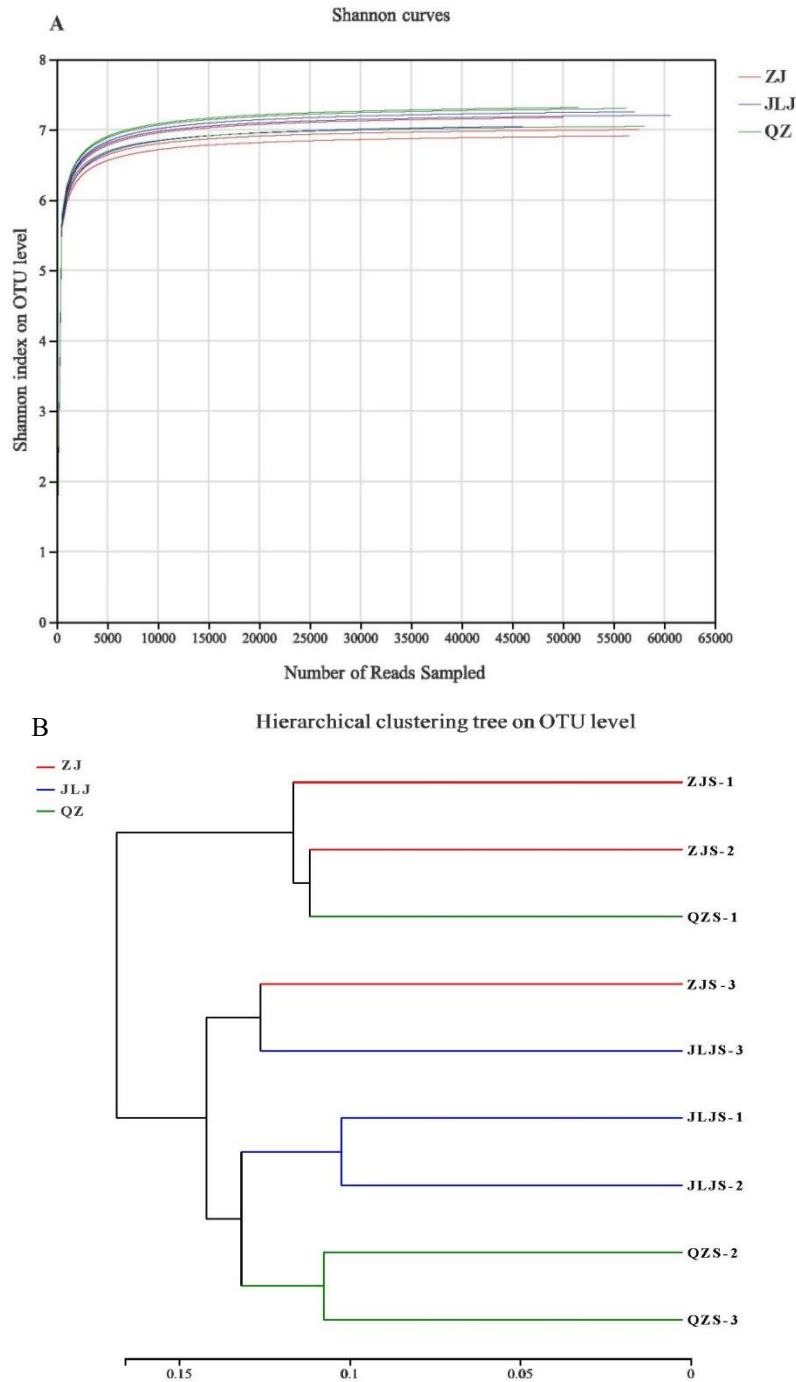 A
Shannon curves
8
7
6
5
4
3
2
1
0
Shannon index on OTU level
0 5000 10000 15000 20000 25000 30000 35000 40000 45000 50000 55000 60000 65000
Number of Reads Sampled
ZJ
JLJ
QZ
B
Hierarchical clustering tree on OTU level
ZJ
JLJ
QZ
ZJS-1
ZJS-2
QZS-1
ZJS-3
JLJS-3
JLJS-1
JLJS-2
QZS-2
QZS-3
0.15 0.1 0.05 0